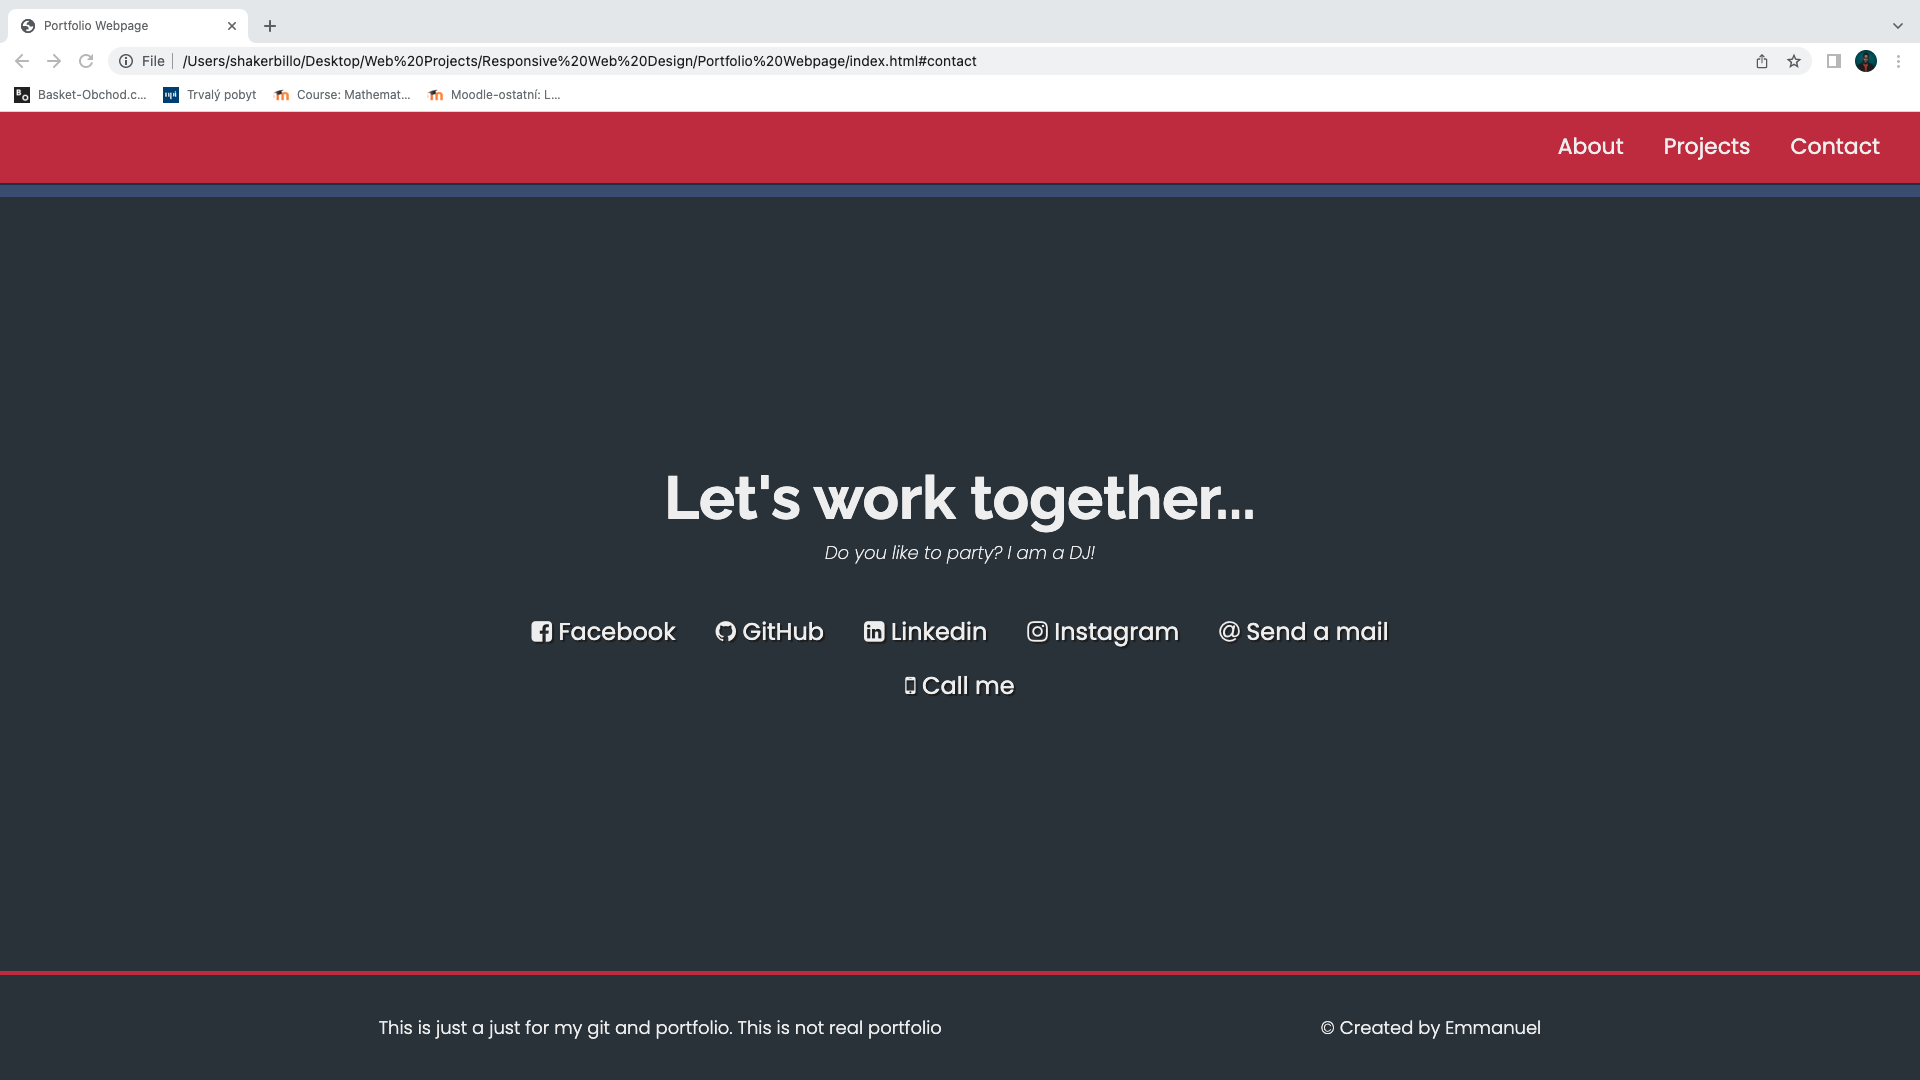 Portfolio Webpage
File /Users/shakerbillo/Desktop/Web%20Projects/Responsive%20Web%20Design/Portfolio%20Webpage/index.html#contact
Basket-Obchod.c... Trvalý pobyt Course: Mathemat... Moodle-ostatní: L...
About Projects Contact
Let's work together...
Do you like to party? I am a DJ!
Facebook GitHub Linkedin Instagram @ Send a mail
Call me
This is just a just for my git and portfolio. This is not real portfolio © Created by Emmanuel